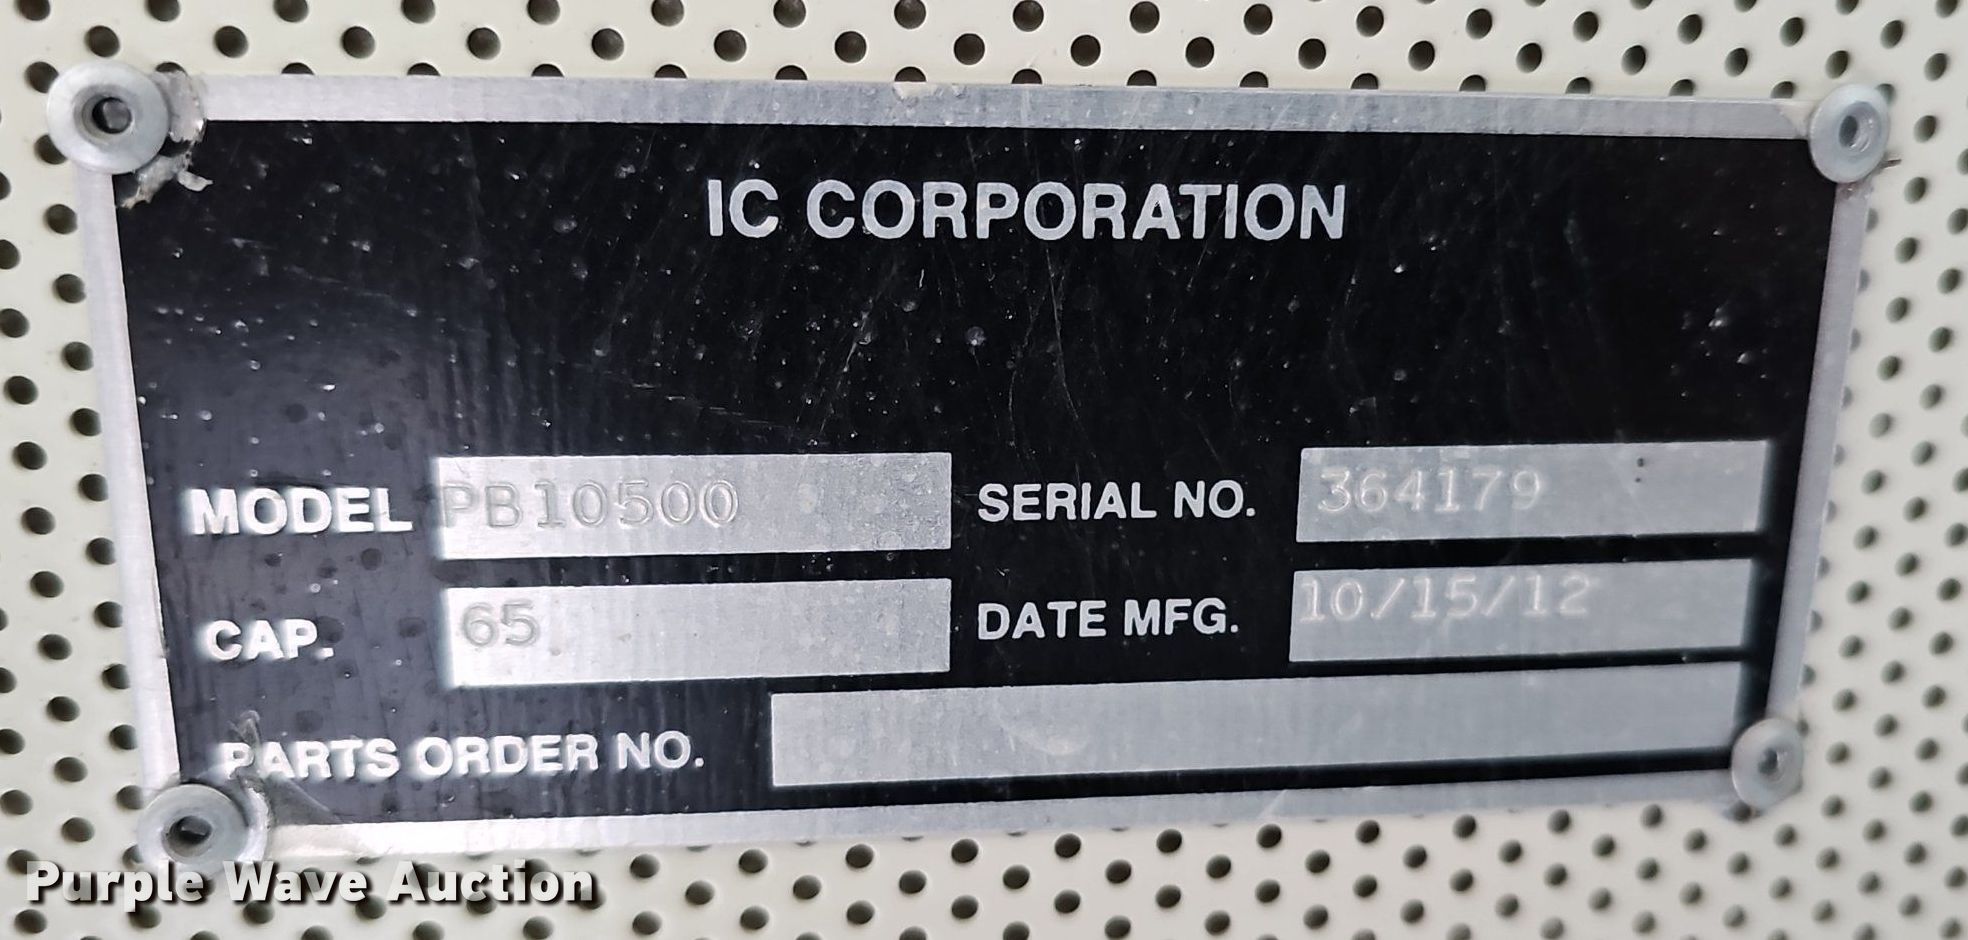 IC CORPORATION
MODEL PB10500 SERIAL NO. 364179
CAP. 65 DATE MFG. 10/15/12
PARTS ORDER NO.
Purple Wave Auction